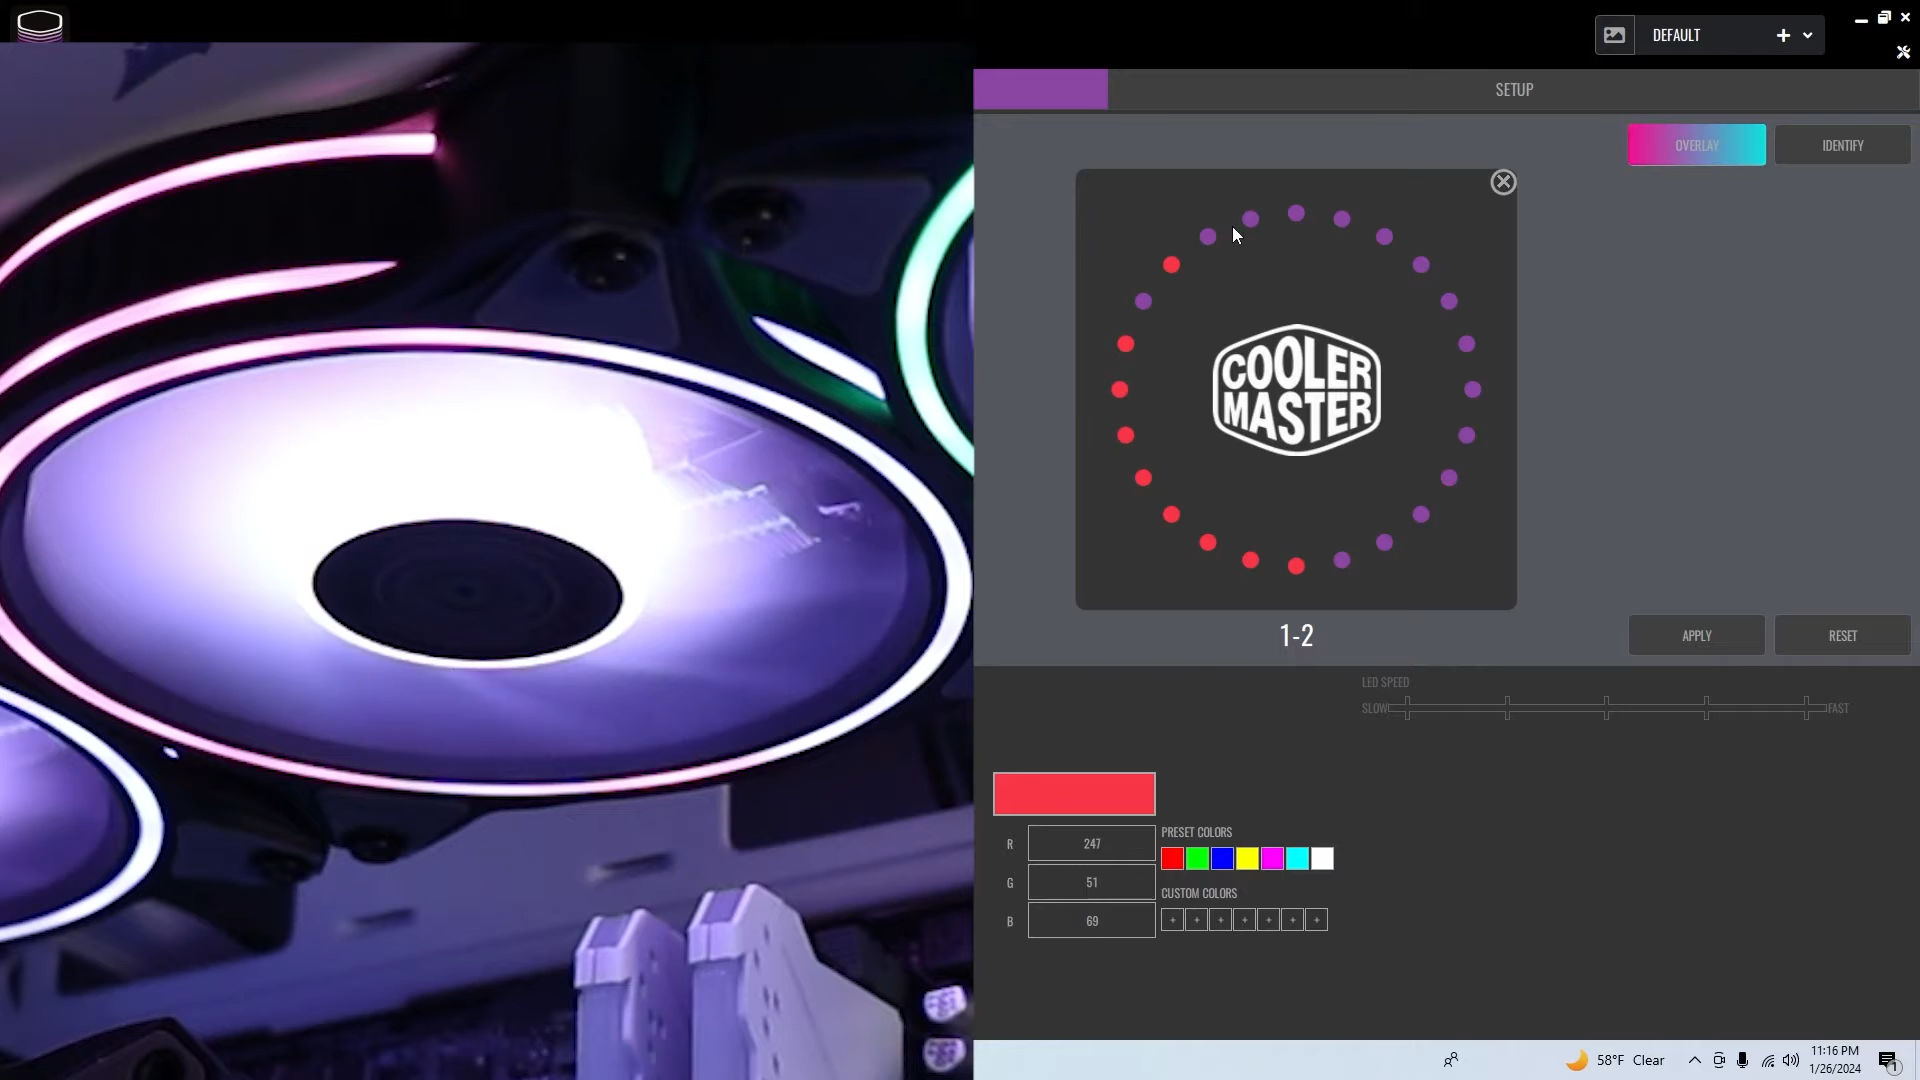 DEFAULT
SETUP
OVERLAY
IDENTIFY
COOLER
MASTER
1-2
APPLY
RESET
LED SPEED
SLOW
FAST
R
247
PRESET COLORS
G
51
CUSTOM COLORS
B
69
+ + + + + + +
58°F Clear
11:16 PM
1/26/2024
1